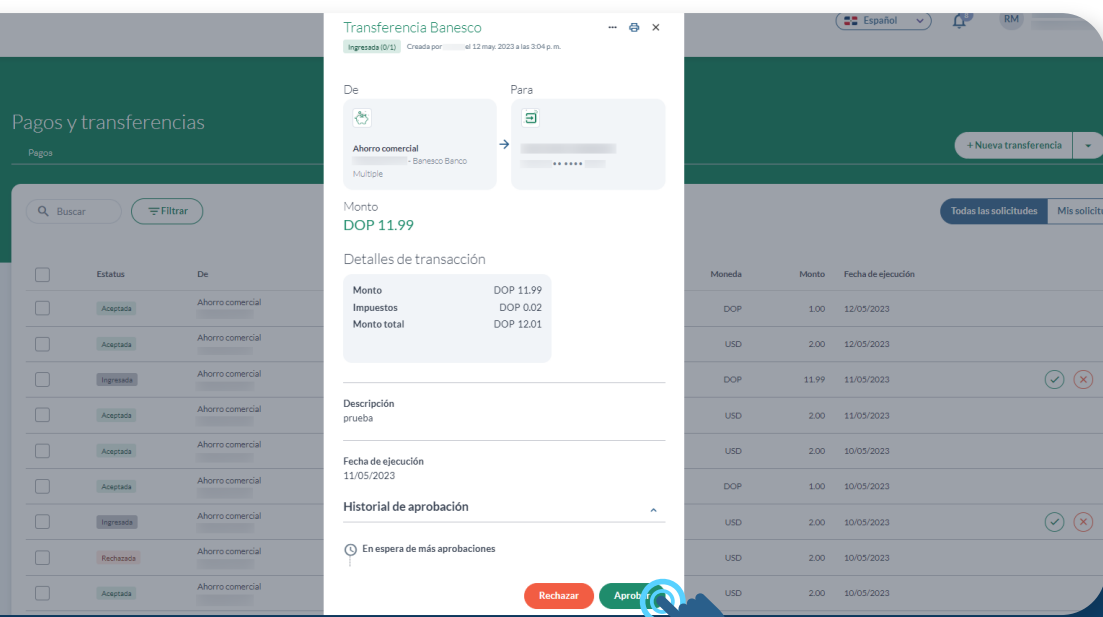 Transferencia Banesco
Ingresada (0/1) Creada por el 12 may. 2023 a las 3:04 p. m.
Español
3
RM
De
Para
Ahorro comercial
- Banesco Banco
Multiple
Pagos y transferencias
Pagos
+ Nueva transferencia
Monto
DOP 11.99
Buscar
Filtrar
Todas las solicitudes
Mis solicitu
Detalles de transacción
Monto DOP 11.99
Impuestos DOP 0.02
Monto total DOP 12.01
Descripción
prueba
Fecha de ejecución
11/05/2023
Historial de aprobación
En espera de más aprobaciones
Rechazar
Aprobar
Estatus De Moneda Monto Fecha de ejecución
Aceptada Ahorro comercial DOP 1.00 12/05/2023
Aceptada Ahorro comercial USD 2.00 12/05/2023
Ingresada Ahorro comercial DOP 11.99 11/05/2023
Aceptada Ahorro comercial USD 2.00 11/05/2023
Aceptada Ahorro comercial USD 2.00 10/05/2023
Aceptada Ahorro comercial DOP 1.00 10/05/2023
Ingresada Ahorro comercial USD 2.00 10/05/2023
Rechazada Ahorro comercial USD 2.00 10/05/2023
Aceptada Ahorro comercial USD 2.00 10/05/2023